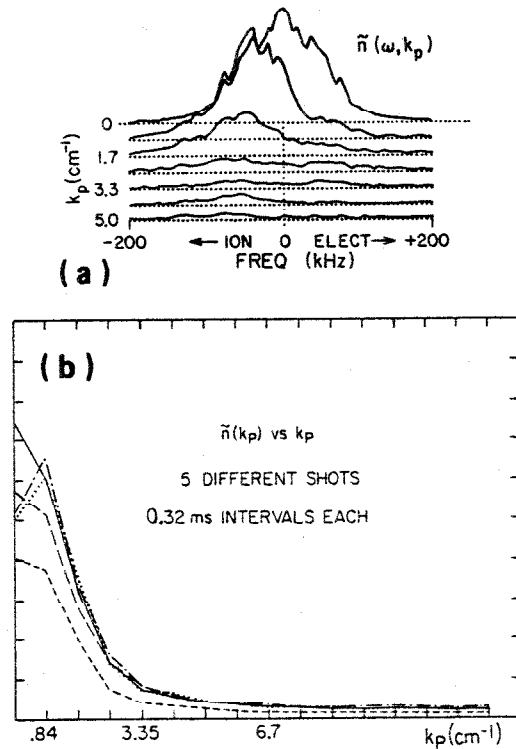 ñ(ω,kₚ)
0
1.7
3.3
5.0
kₚ(cm⁻¹)
-200 ← ION 0 ELECT→ +200
FREQ (kHz)
(a)
(b)
ñ(kₚ) vs kₚ
5 DIFFERENT SHOTS
0.32 ms INTERVALS EACH
.84 3.35 6.7 kₚ(cm⁻¹)